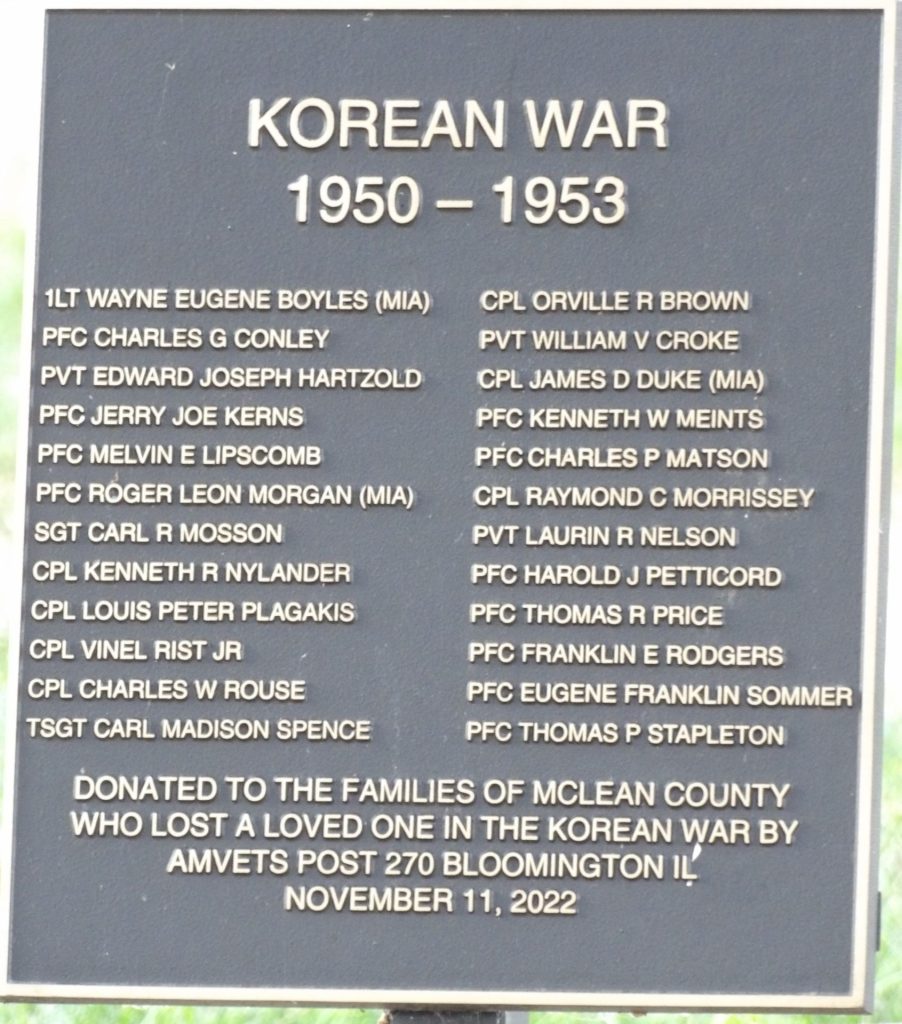 KOREAN WAR
1950 – 1953
1LT WAYNE EUGENE BOYLES (MIA)
PFC CHARLES G CONLEY
PVT EDWARD JOSEPH HARTZOLD
PFC JERRY JOE KERNS
PFC MELVIN E LIPSCOMB
PFC ROGER LEON MORGAN (MIA)
SGT CARL R MOSSON
CPL KENNETH R NYLANDER
CPL LOUIS PETER PLAGAKIS
CPL VINEL RIST JR
CPL CHARLES W ROUSE
TSGT CARL MADISON SPENCE
CPL ORVILLE R BROWN
PVT WILLIAM V CROKE
CPL JAMES D DUKE (MIA)
PFC KENNETH W MEINTS
PFC CHARLES P MATSON
CPL RAYMOND C MORRISSEY
PVT LAURIN R NELSON
PFC HAROLD J PETTICORD
PFC THOMAS R PRICE
PFC FRANKLIN E RODGERS
PFC EUGENE FRANKLIN SOMMER
PFC THOMAS P STAPLETON
DONATED TO THE FAMILIES OF MCLEAN COUNTY
WHO LOST A LOVED ONE IN THE KOREAN WAR BY
AMVETS POST 270 BLOOMINGTON IL
NOVEMBER 11, 2022